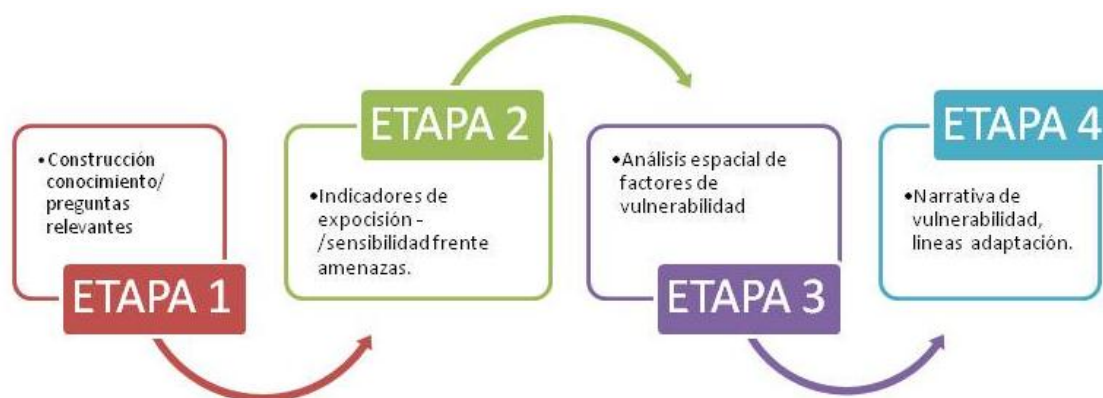 • Construcción
conocimiento/
preguntas
relevantes
ETAPA 1
ETAPA 2
•Indicadores de
expocisión -
/sensibilidad frente
amenazas.
•Análisis espacial de
factores de
vulnerabilidad
ETAPA 3
ETAPA 4
•Narrativa de
vulnerabilidad,
líneas adaptación.